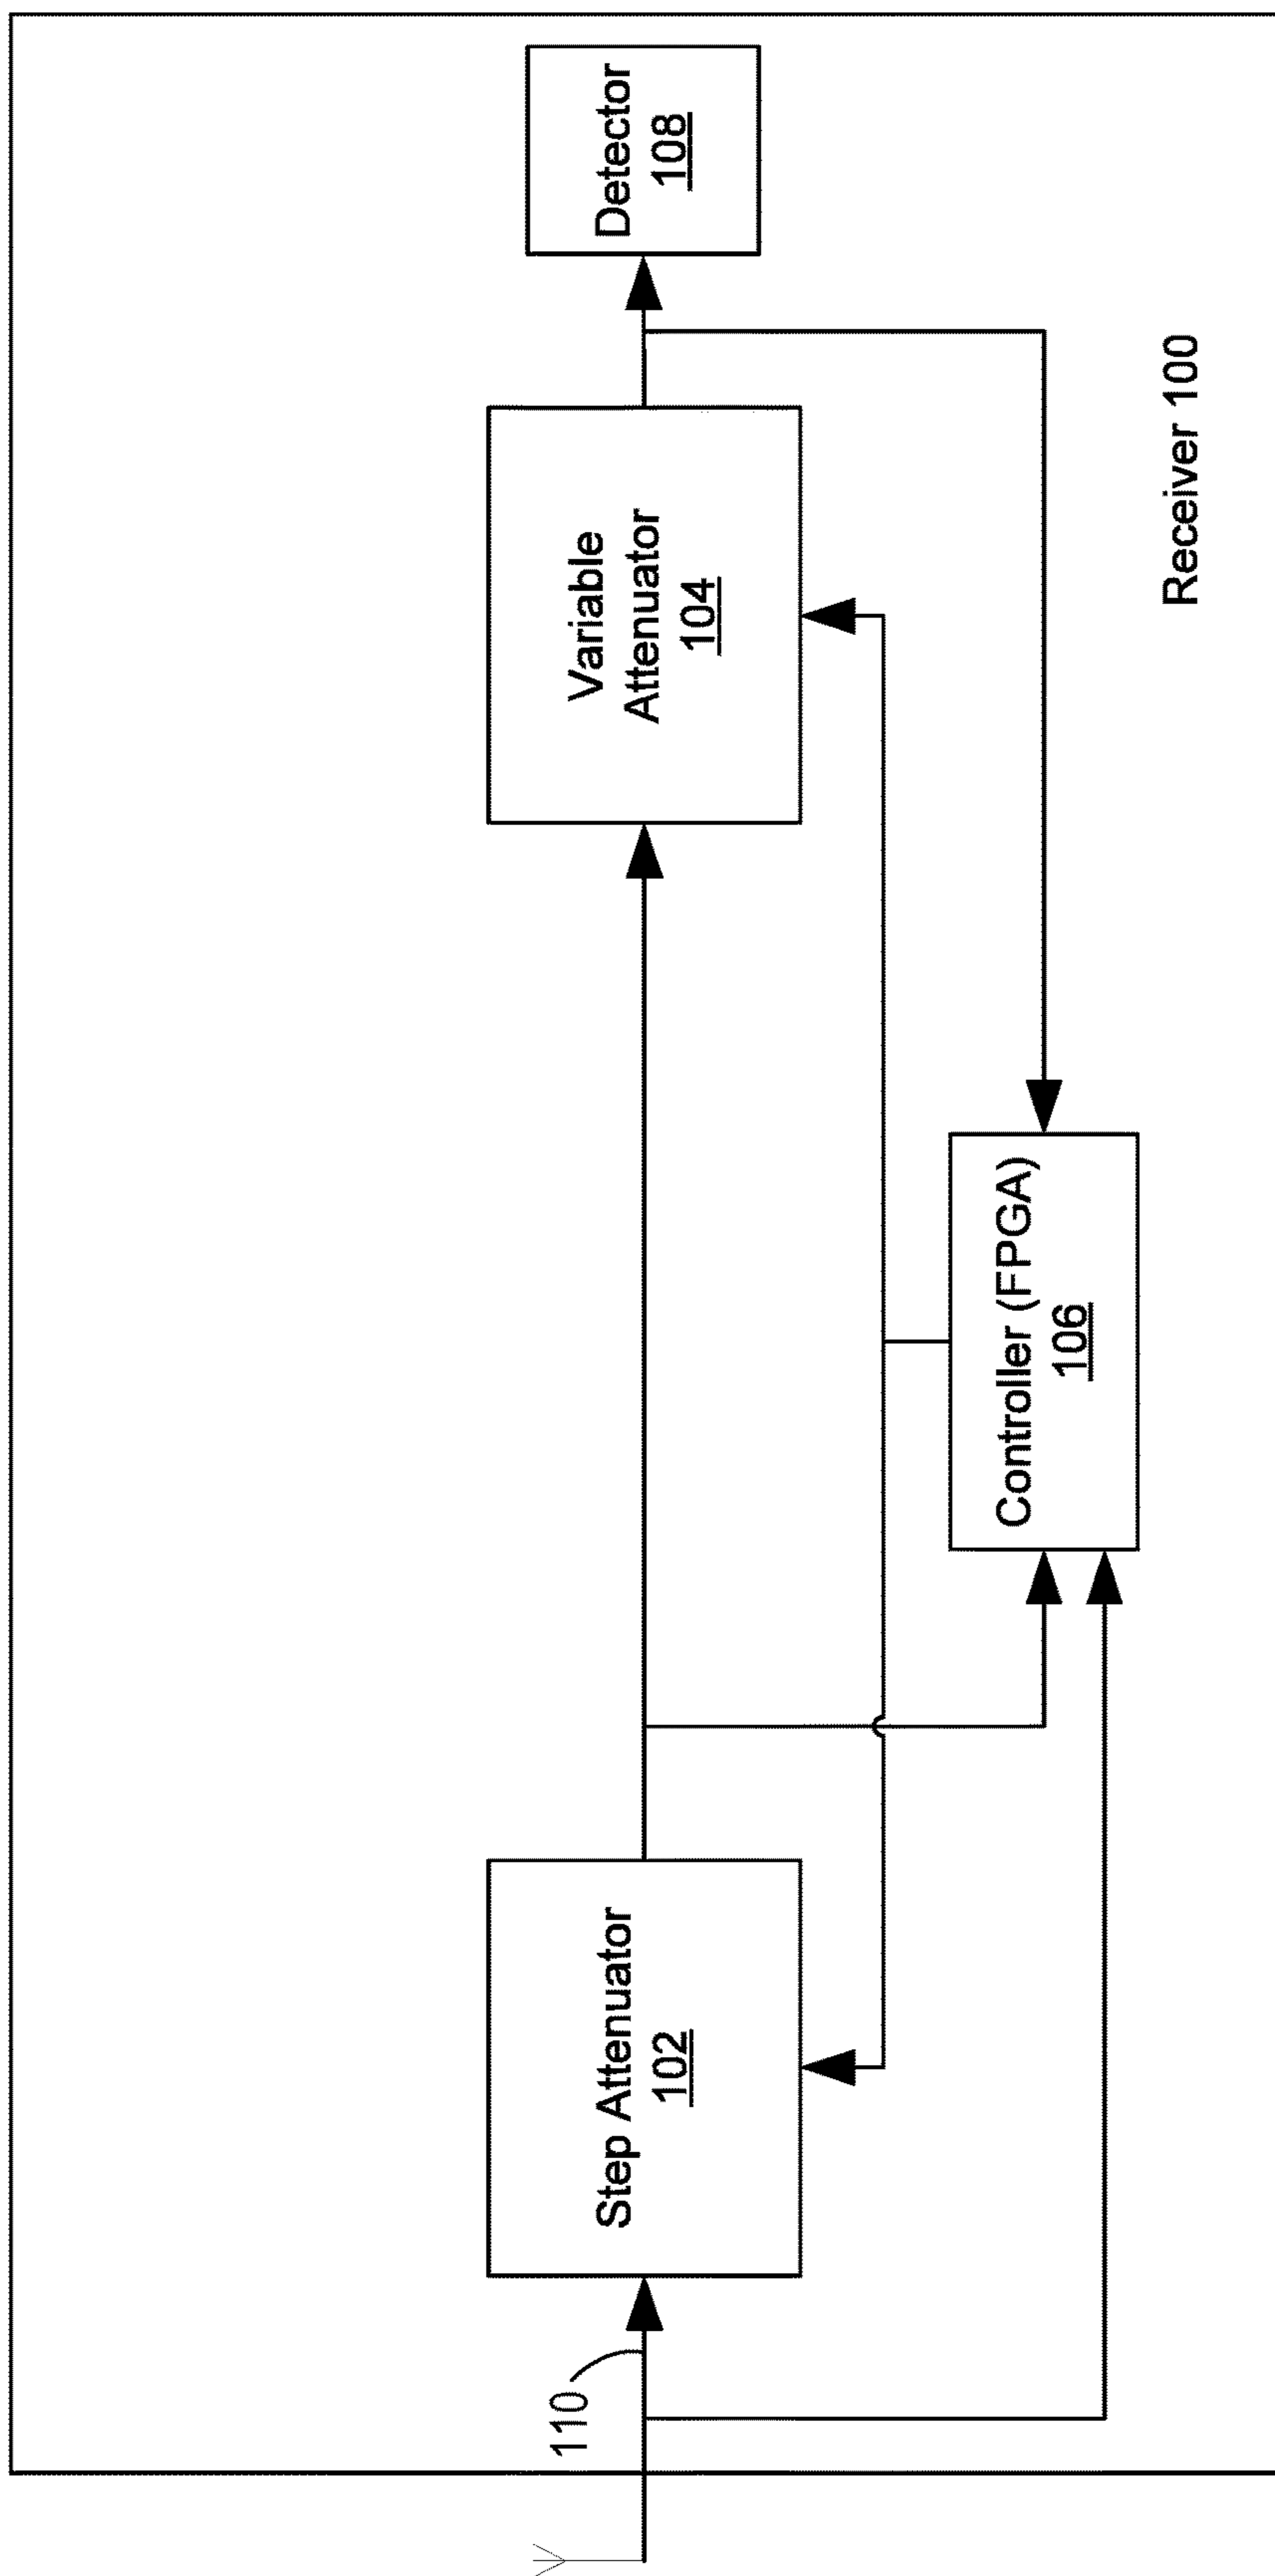 110
Step Attenuator
102
Variable
Attenuator
104
Detector
108
Controller (FPGA)
106
Receiver 100